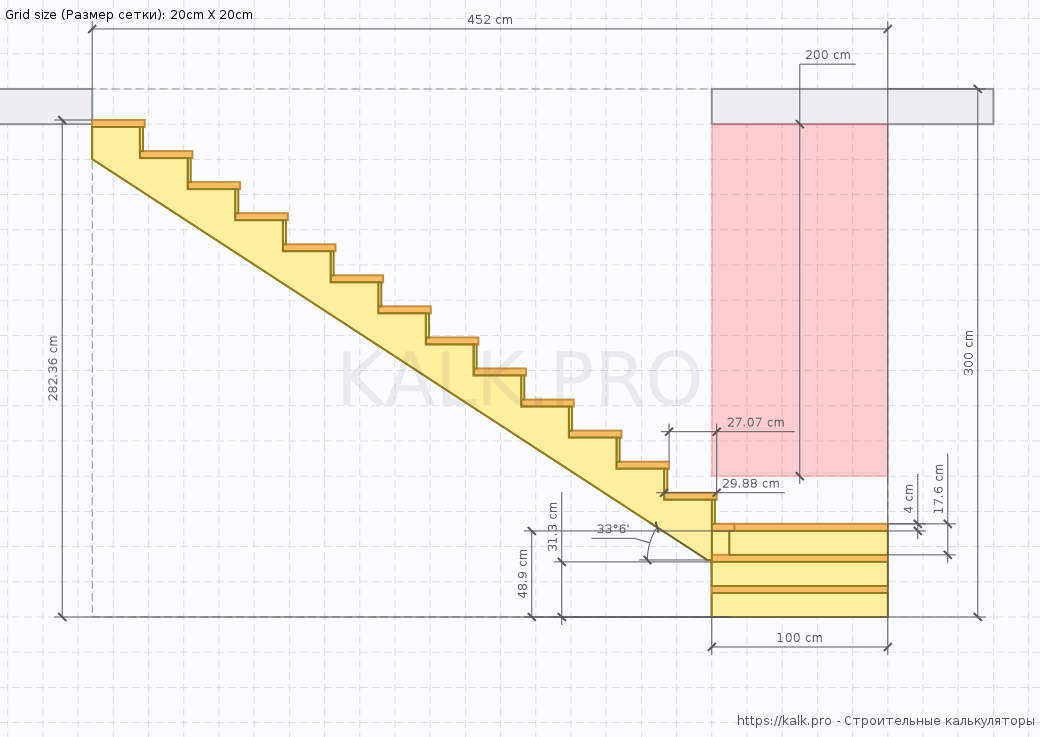 Grid size (Размер сетки): 20cm X 20cm
452 cm
200 cm
282.36 cm
300 cm
KALK.PRO
27.07 cm
29.88 cm
4 cm
17.6 cm
33°6'
31.3 cm
48.9 cm
100 cm
https://kalk.pro - Строительные калькуляторы